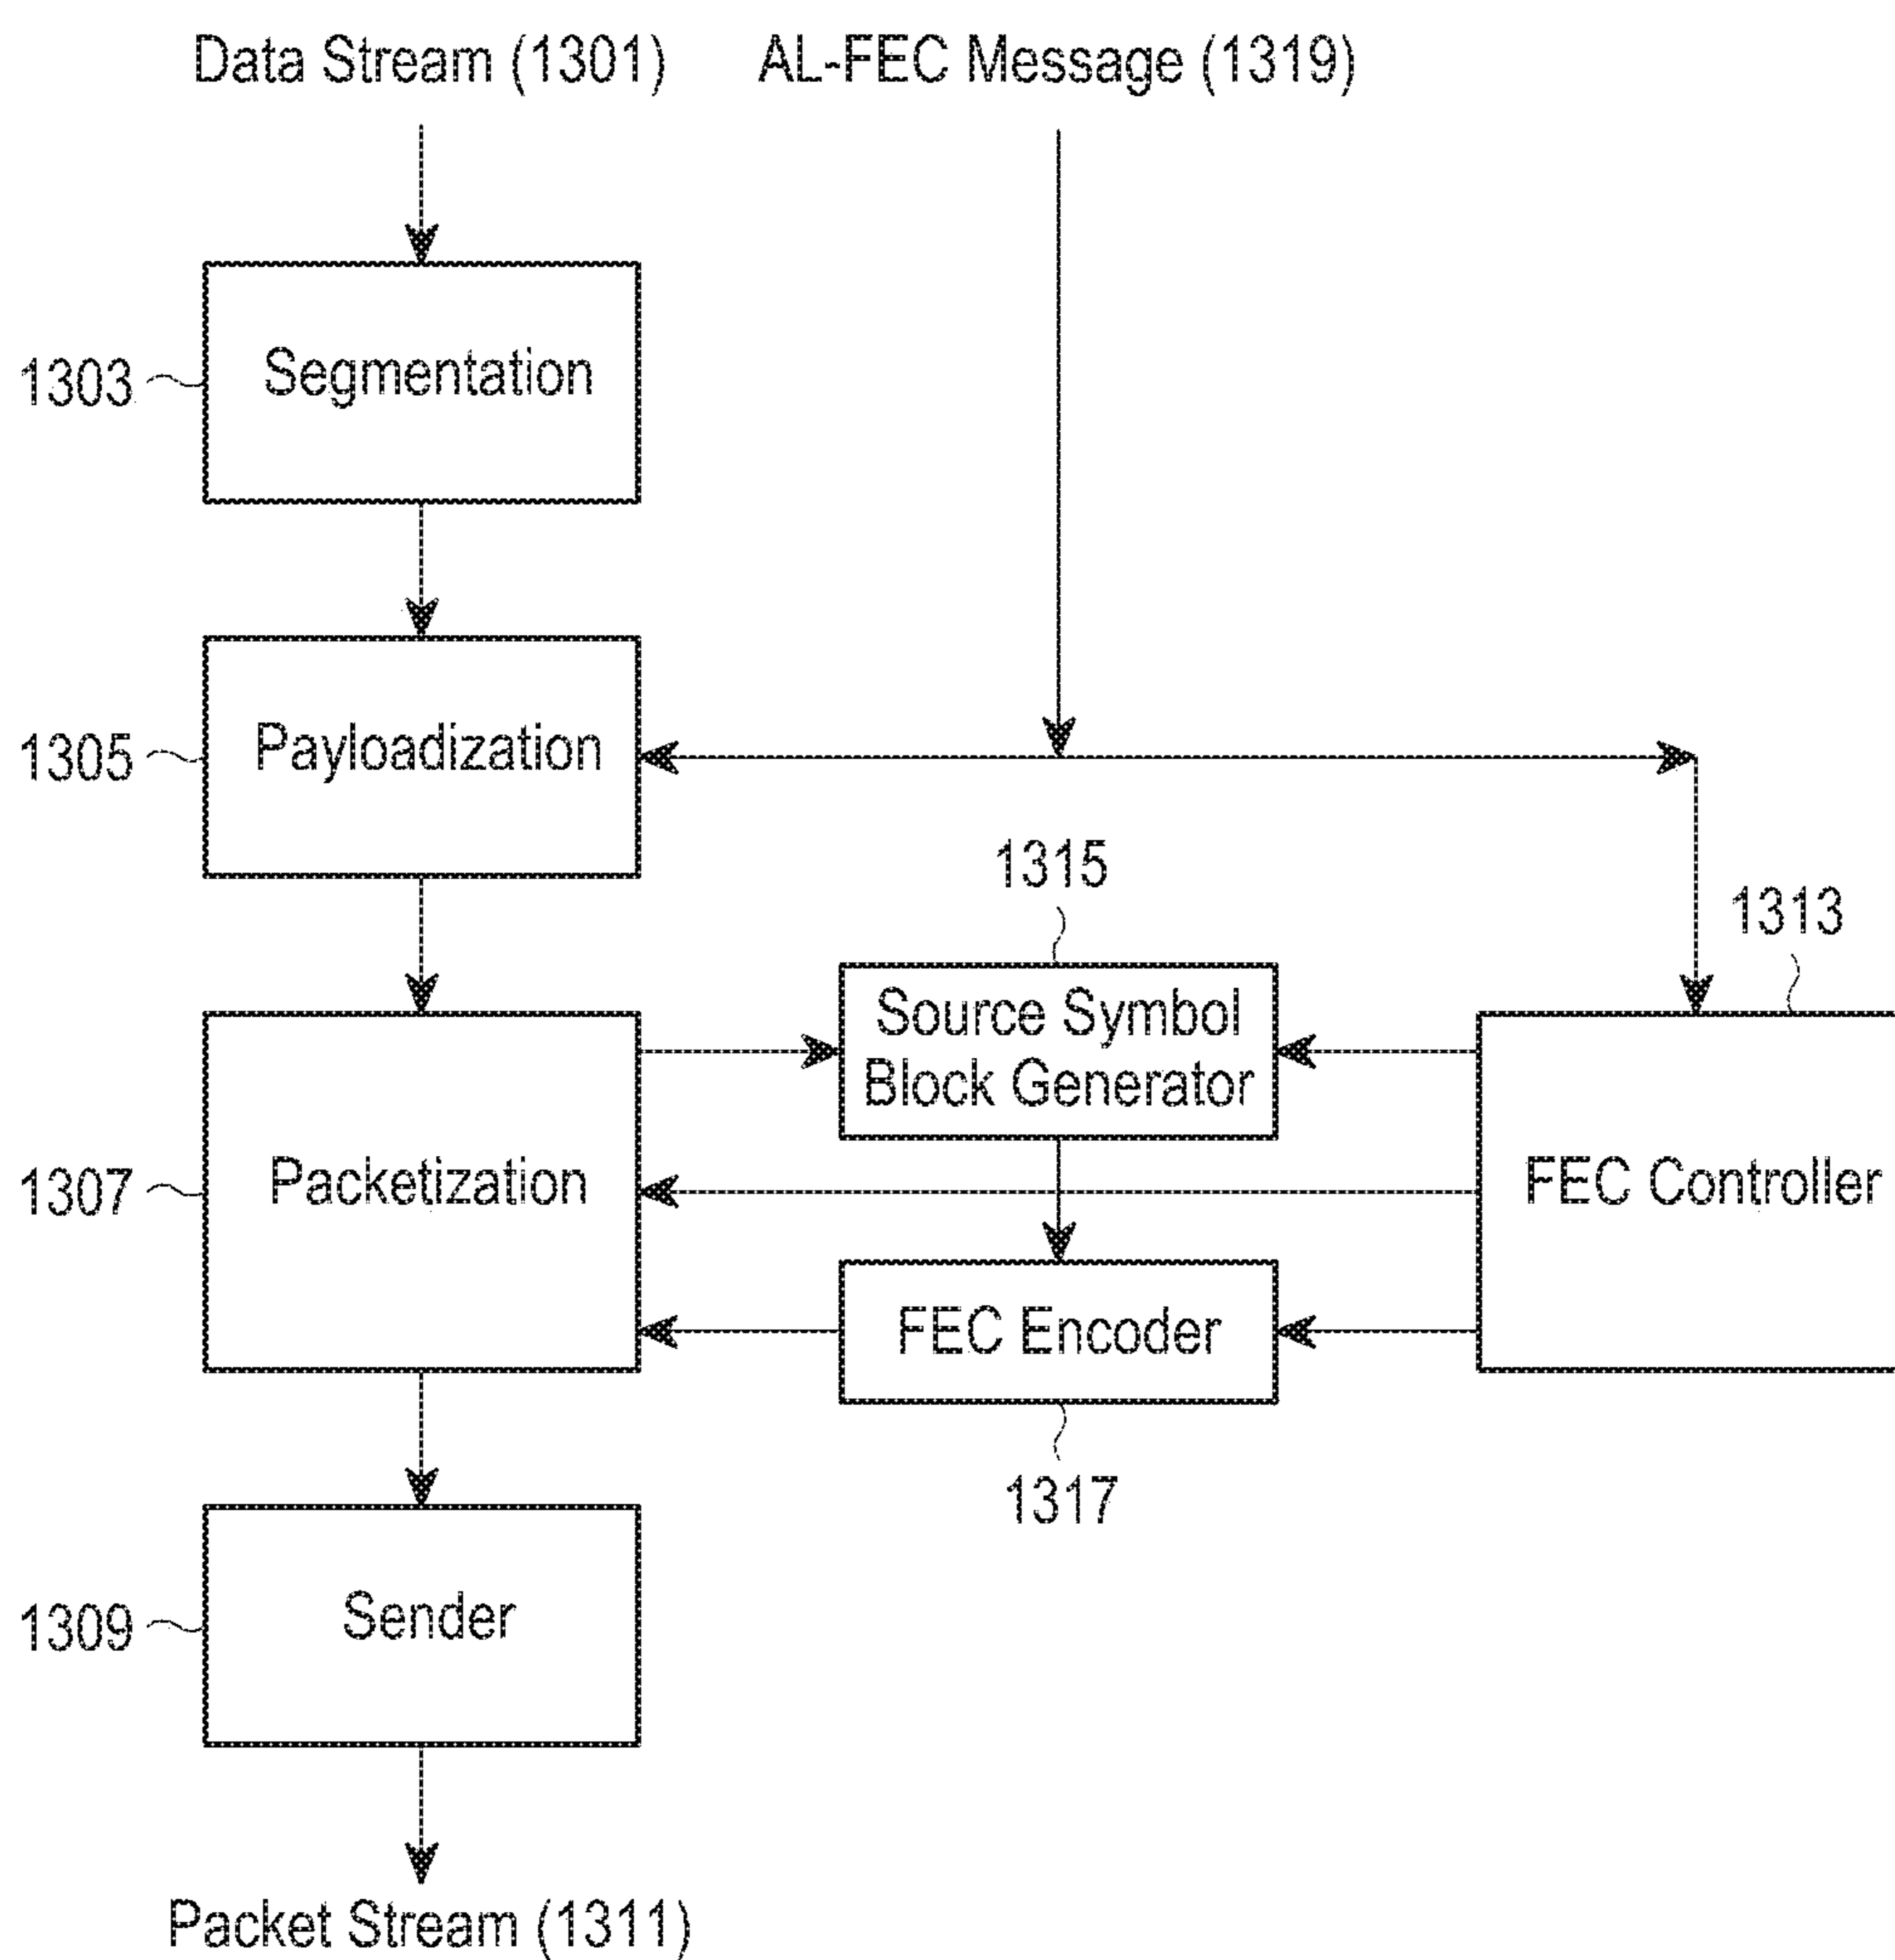 Data Stream (1301)
AL-FEC Message (1319)
1303
Segmentation
1305
Payloadization
1315
1313
Source Symbol
Block Generator
1307
Packetization
FEC Controller
FEC Encoder
1317
1309
Sender
Packet Stream (1311)